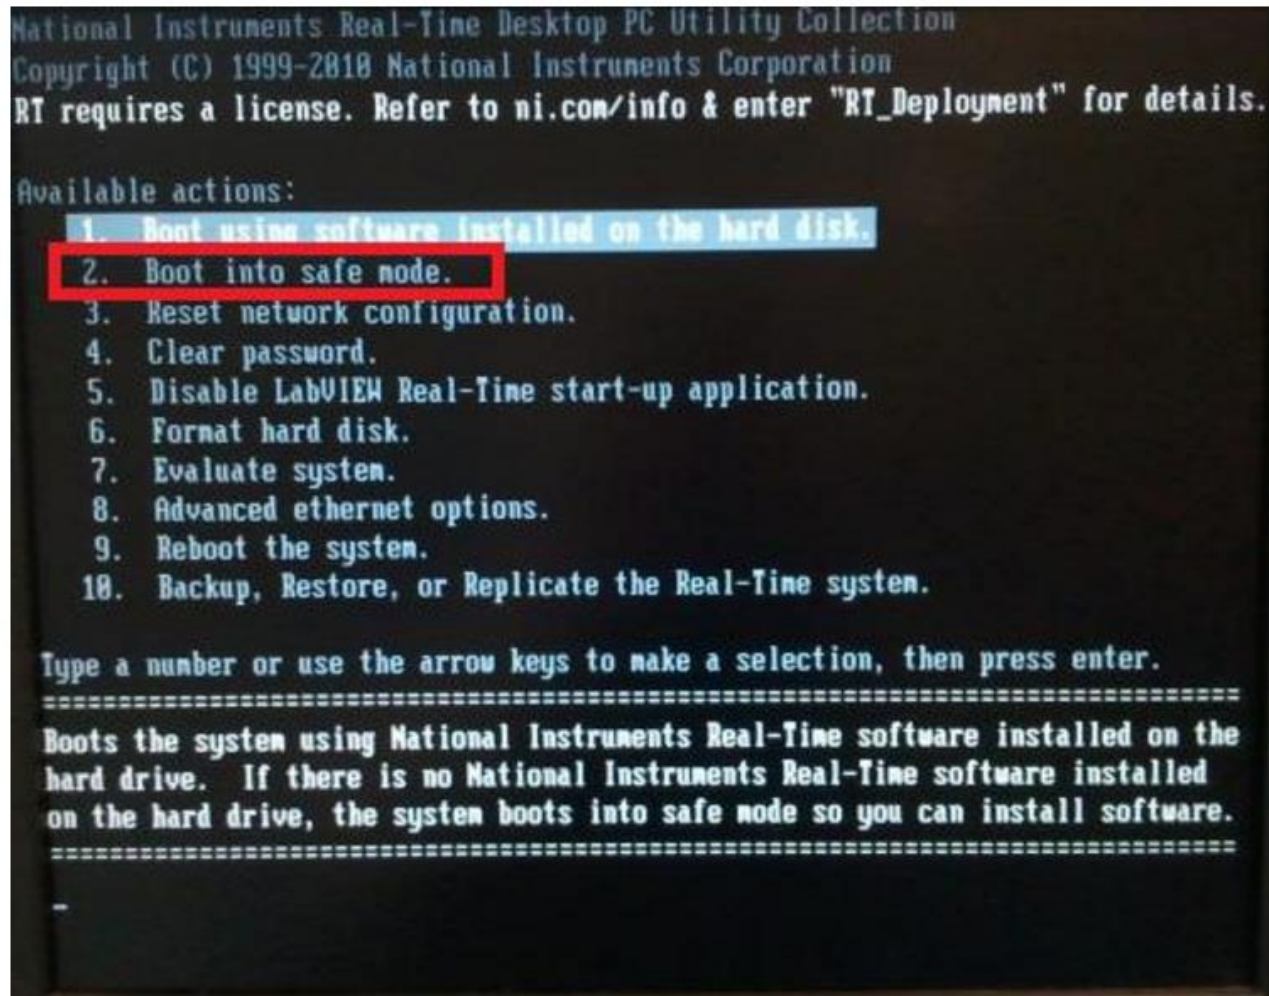 National Instruments Real-Time Desktop PC Utility Collection
Copyright (C) 1999-2010 National Instruments Corporation
RT requires a license. Refer to ni.com/info & enter "RT_Deployment" for details.
Available actions:
1. Boot using software installed on the hard disk.
2. Boot into safe mode.
3. Reset network configuration.
4. Clear password.
5. Disable LabVIEW Real-Time start-up application.
6. Format hard disk.
7. Evaluate system.
8. Advanced ethernet options.
9. Reboot the system.
10. Backup, Restore, or Replicate the Real-Time system.
Type a number or use the arrow keys to make a selection, then press enter.
Boots the system using National Instruments Real-Time software installed on the
hard drive. If there is no National Instruments Real-Time software installed
on the hard drive, the system boots into safe mode so you can install software.